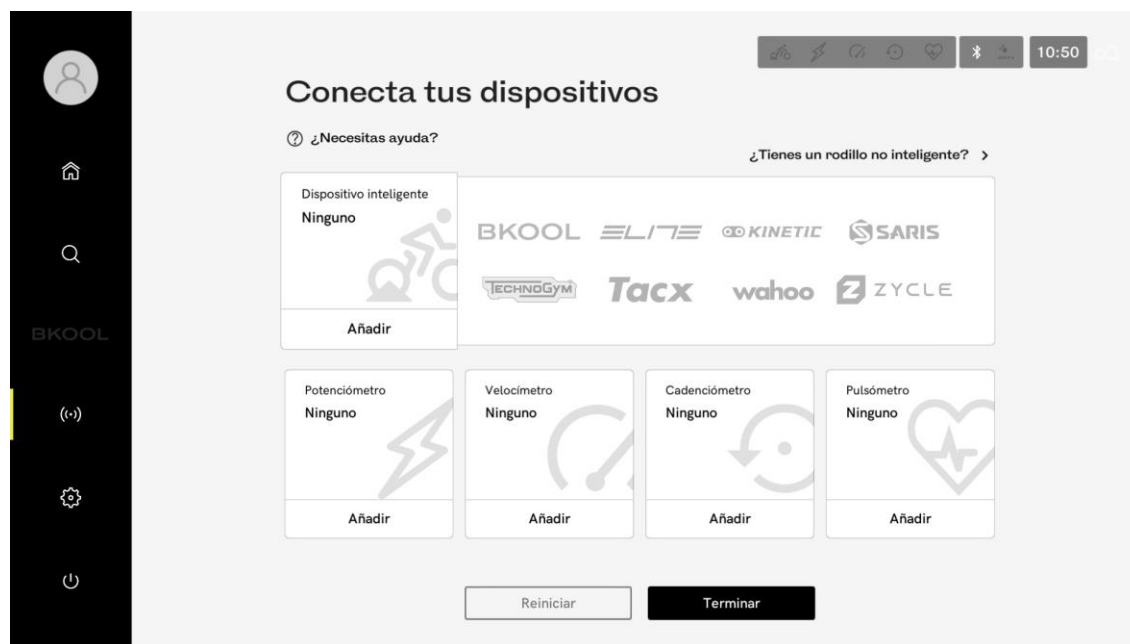 10:50
Conecta tus dispositivos
¿Necesitas ayuda?
¿Tienes un rodillo no inteligente?
Dispositivo inteligente
Ninguno
Añadir
BKOOL ELITE KINETIC SARIS
TECHNOGYM Tacx wahoo ZYCLE
BKOOL
Potenciómetro Velocímetro Cadenciómetro Pulsómetro
Ninguno Ninguno Ninguno Ninguno
Añadir Añadir Añadir Añadir
Reiniciar Terminar